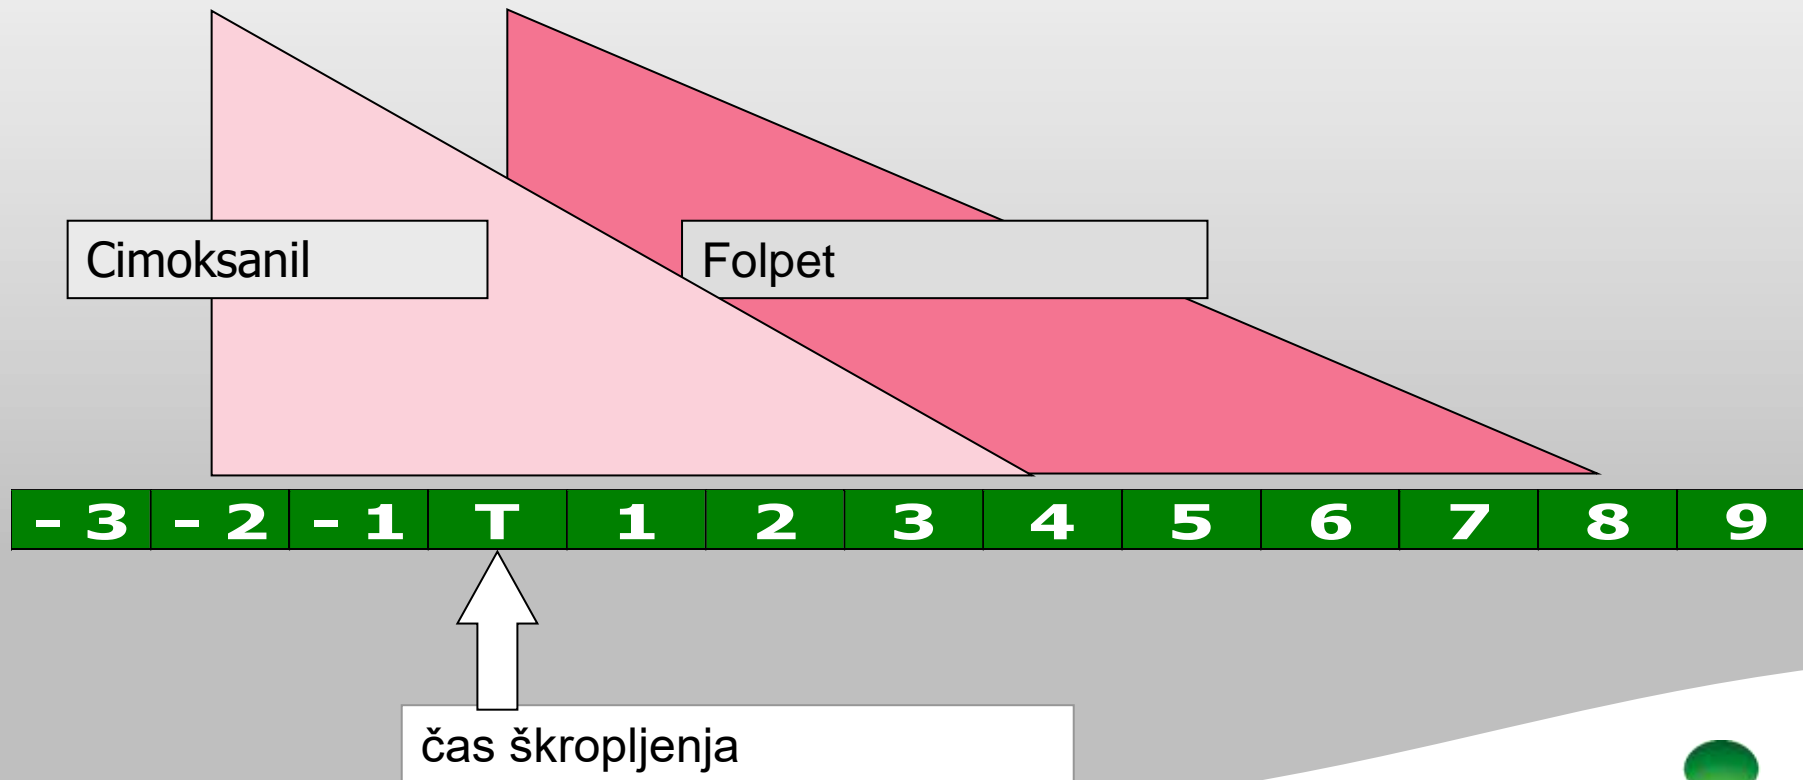 Cimoksanil
Folpet
- 3 - 2 - 1 T 1 2 3 4 5 6 7 8 9
čas škropljenja